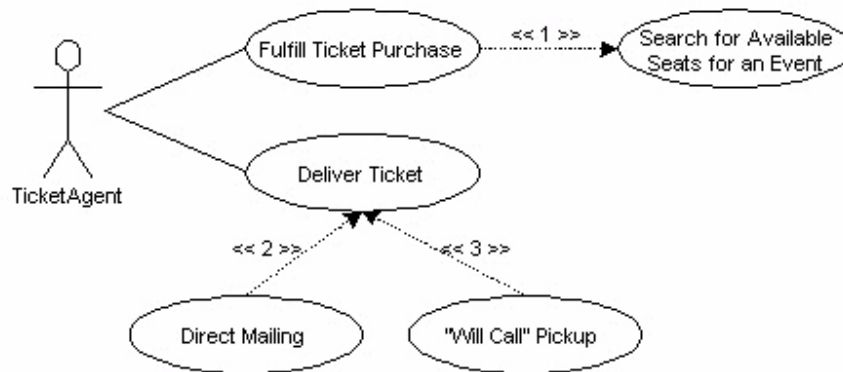 Fulfill Ticket Purchase
<< 1 >>
Search for Available
Seats for an Event
TicketAgent
Deliver Ticket
<< 2 >>
<< 3 >>
Direct Mailing
"Will Call" Pickup